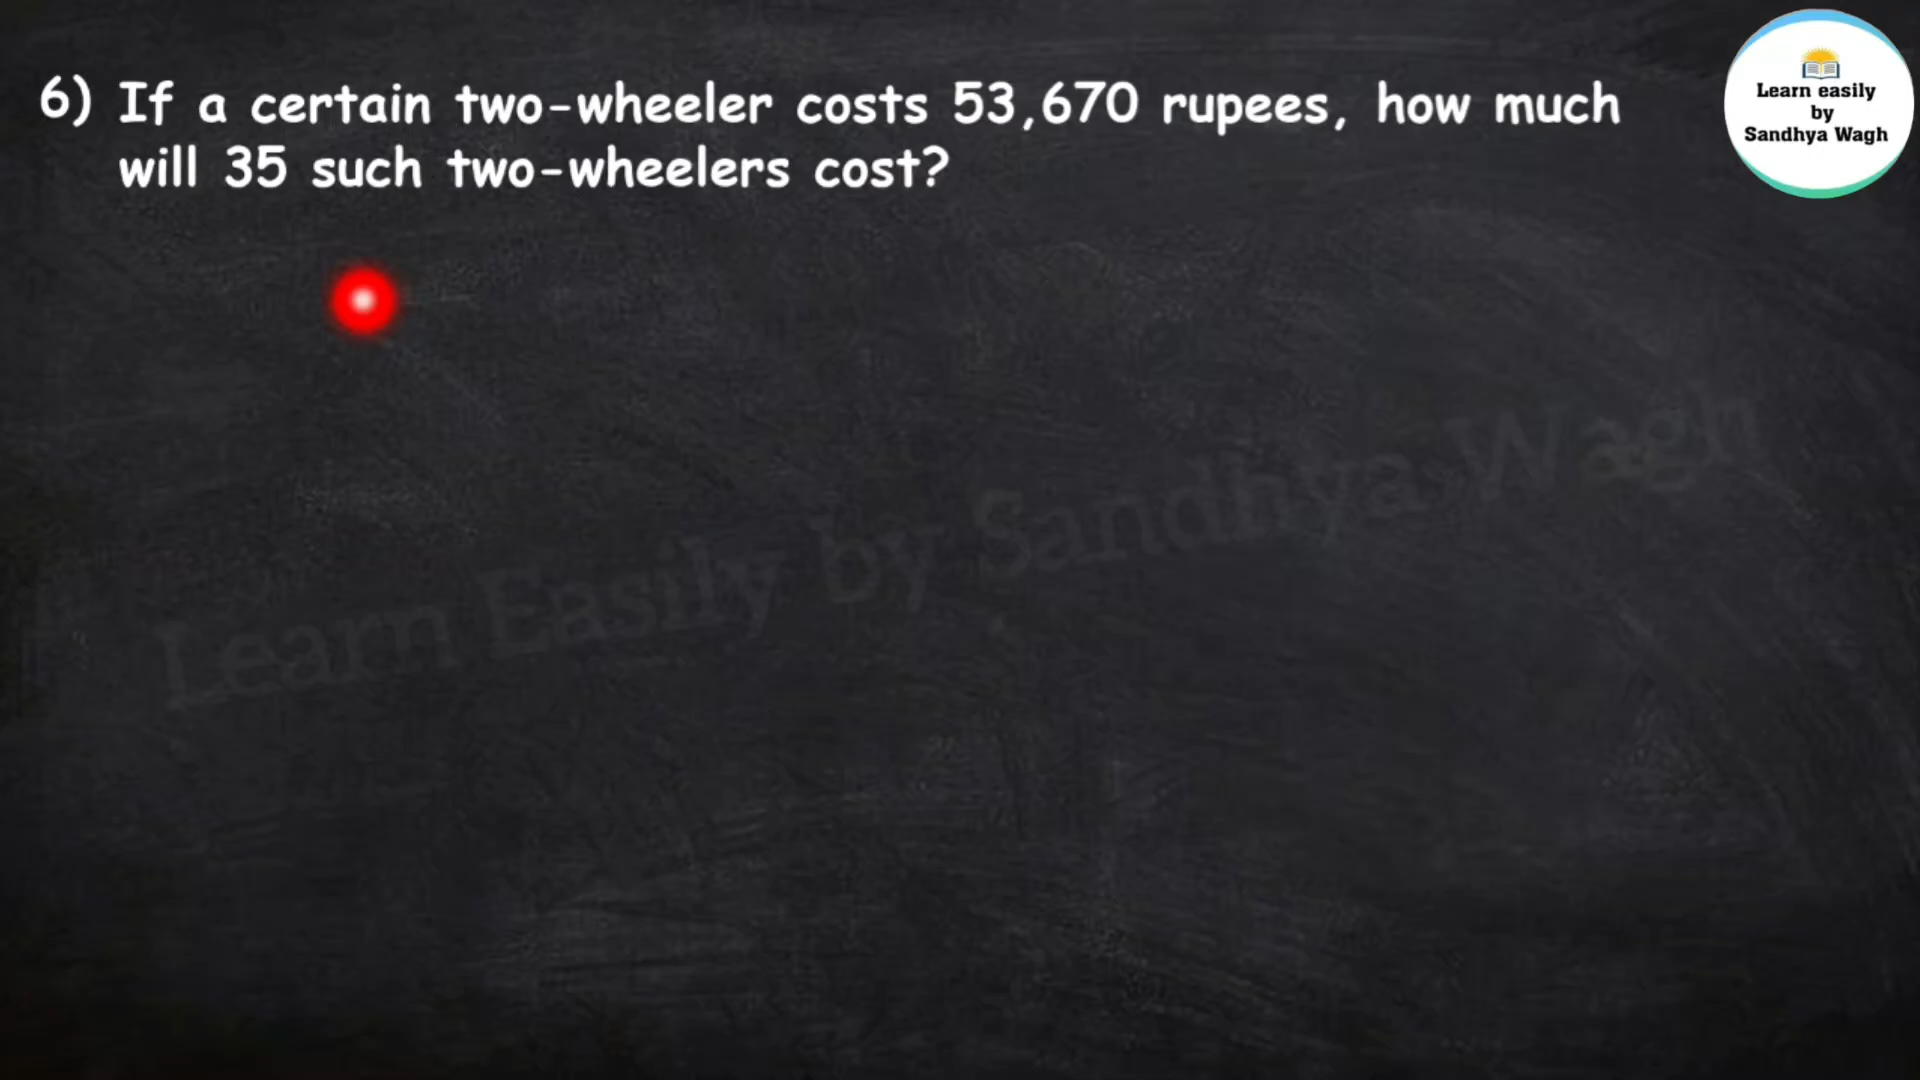 6) If a certain two-wheeler costs 53,670 rupees, how much
will 35 such two-wheelers cost?
Learn easily
by
Sandhya Wagh
Learn Easily by Sandhya Wagh